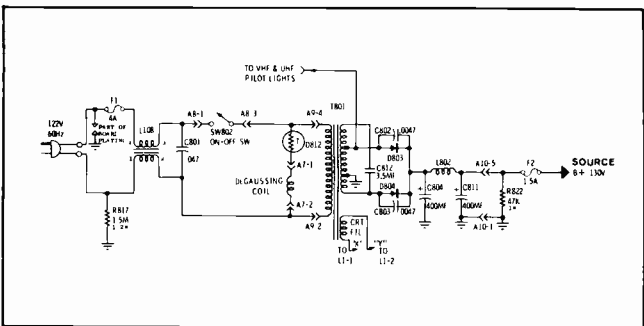 TO VHF & UHF
PILOT LIGHTS
122V
60Hz
F1
4A
PART OF
BOARD
PLATING
L108
A8-1
A8-3
SW802
ON-OFF SW
C801
.047
A9-4
T801
D812
A7-1
DEGAUSSING
COIL
A7-2
A9-2
R817
1.5M
C802
.0047
D803
C812
3.5MF
D804
C803
.0047
CRT
FIL
"X"
TO
L1-1
"Y"
TO
L1-2
L802
C804
400MF
C811
400MF
A10-5
A10-1
R822
47K
F2
1.5A
SOURCE
B+ 130V